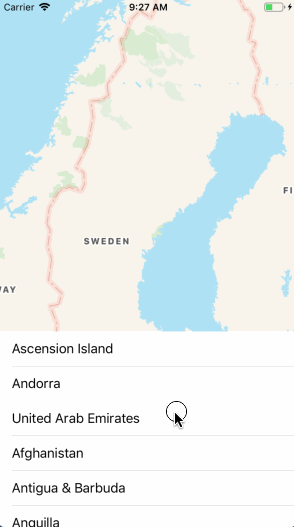 Carrier 9:27 AM
SWEDEN
FI
WAY
Ascension Island
Andorra
United Arab Emirates
Afghanistan
Antigua & Barbuda
Anguilla